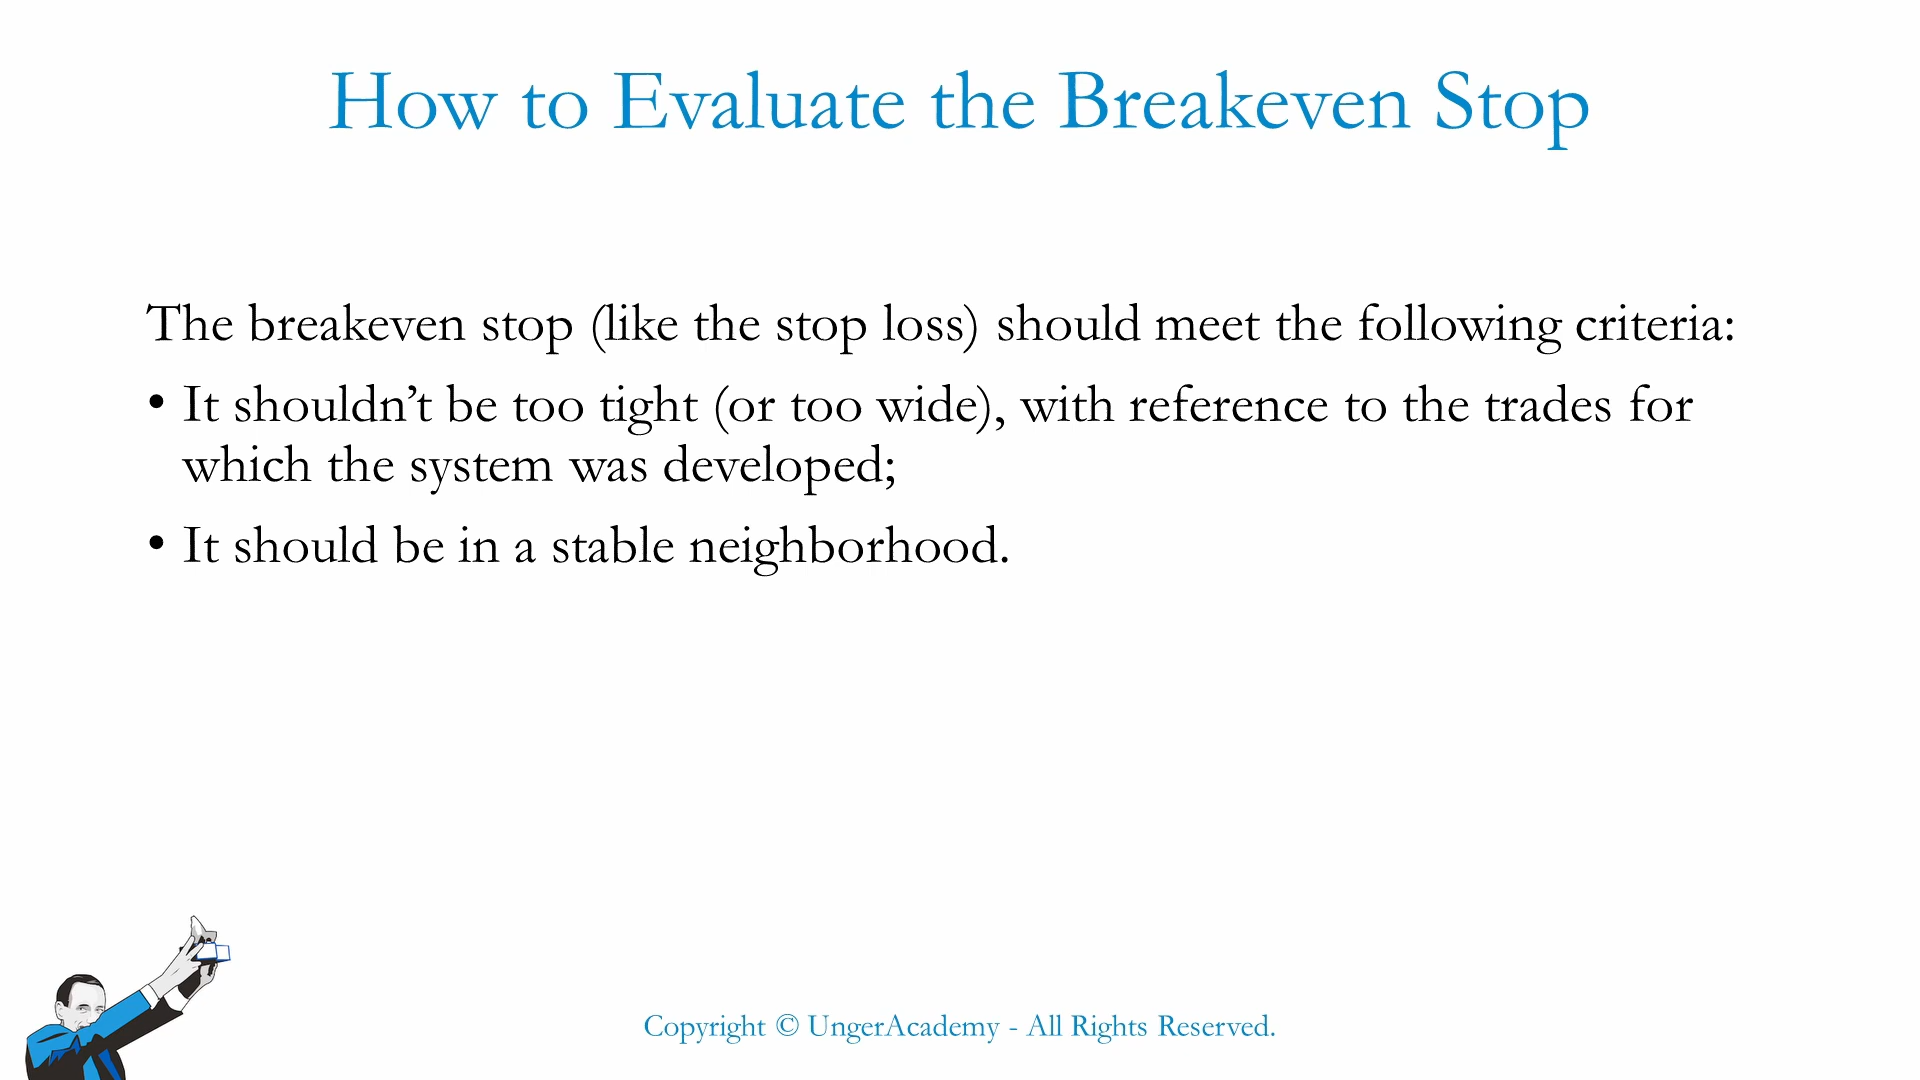 How to Evaluate the Breakeven Stop
The breakeven stop (like the stop loss) should meet the following criteria:
• It shouldn’t be too tight (or too wide), with reference to the trades for
which the system was developed;
• It should be in a stable neighborhood.
Copyright © UngerAcademy - All Rights Reserved.